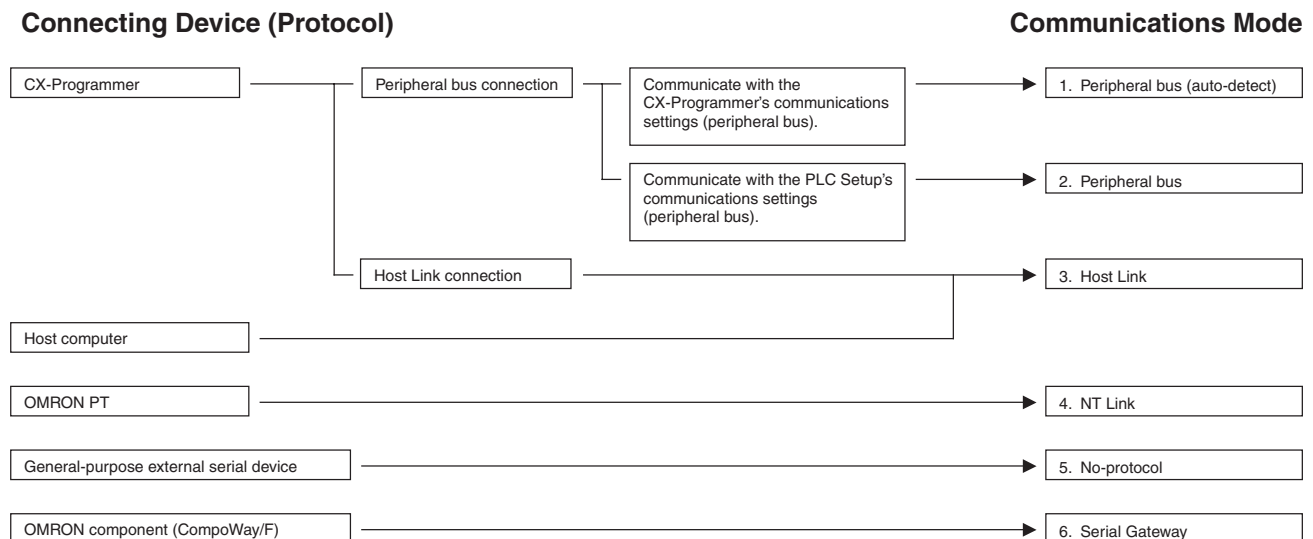 Connecting Device (Protocol)
Communications Mode
CX-Programmer
Peripheral bus connection
Communicate with the
CX-Programmer's communications
settings (peripheral bus).
1. Peripheral bus (auto-detect)
Communicate with the PLC Setup's
communications settings
(peripheral bus).
2. Peripheral bus
Host Link connection
3. Host Link
Host computer
OMRON PT
4. NT Link
General-purpose external serial device
5. No-protocol
OMRON component (CompoWay/F)
6. Serial Gateway